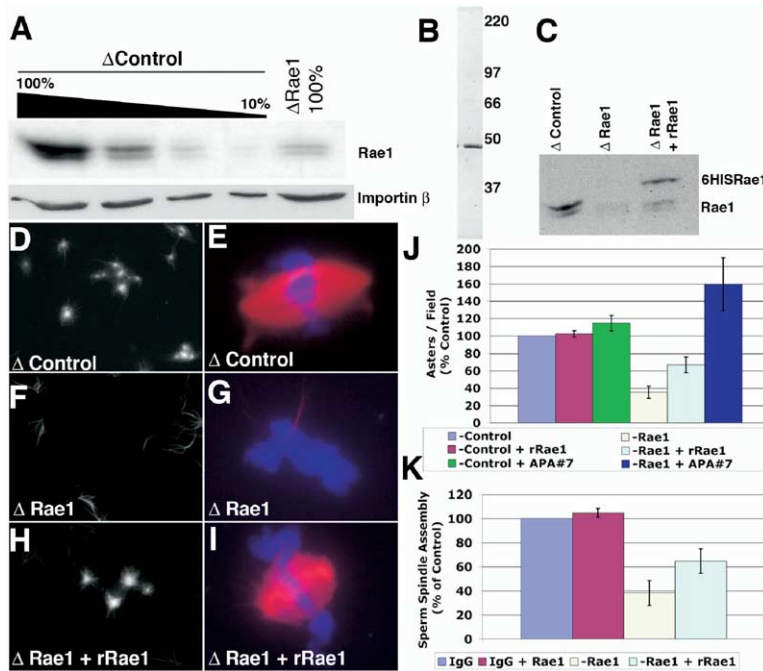 A
ΔControl
100%
10%
ΔRae1
100%
Rae1
Importin β
B
220
97
66
50
37
C
Δ Control
Δ Rae1
Δ Rae1
+ rRae1
6HISRae1
Rae1
D
Δ Control
E
Δ Control
F
Δ Rae1
G
Δ Rae1
H
Δ Rae1 + rRae1
I
Δ Rae1 + rRae1
J
Asters / Field
(% Control)
200
180
160
140
120
100
80
60
40
20
0
-Control
-Rae1
-Control + rRae1
-Rae1 + rRae1
-Control + APA#7
-Rae1 + APA#7
K
Sperm Spindle Assembly
(% of Control)
120
100
80
60
40
20
0
IgG
IgG + Rae1
-Rae1
-Rae1 + rRae1